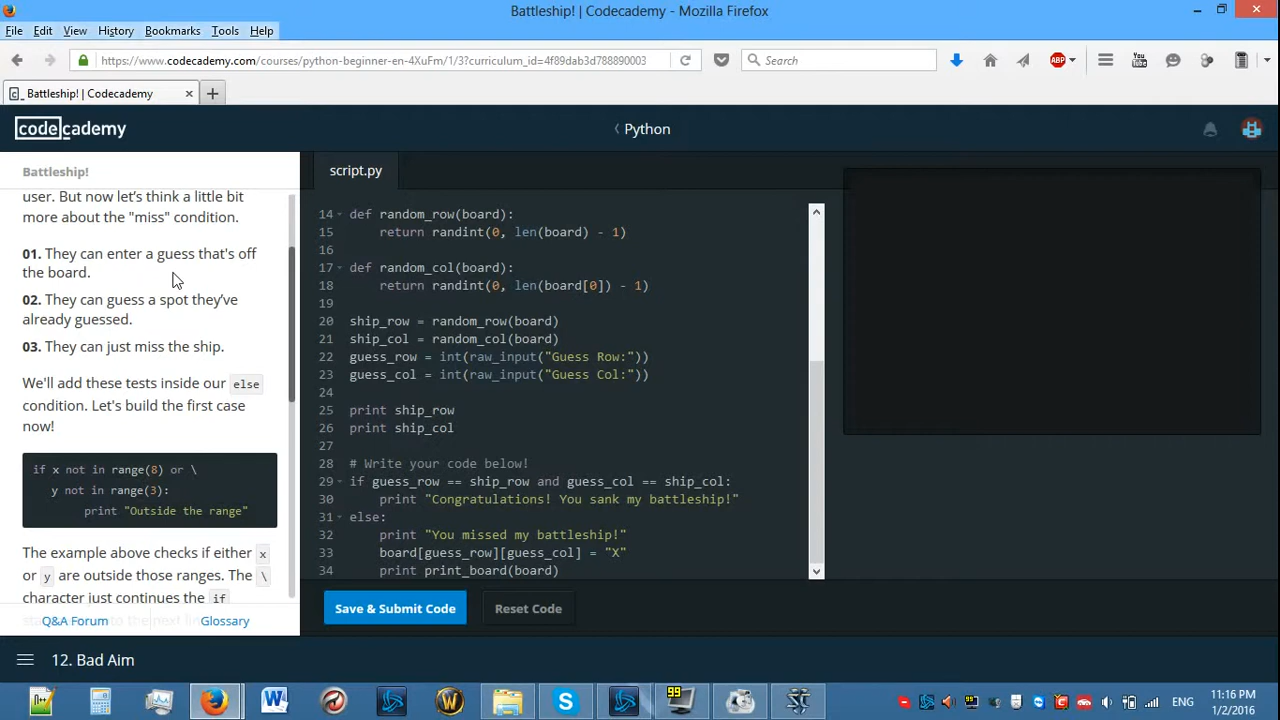 Battleship! | Codecademy - Mozilla Firefox
File Edit View History Bookmarks Tools Help
https://www.codecademy.com/courses/python-beginner-en-4XuFm/1/3?curriculum_id=4f89dab3d788890003
Search
ABP
You Tube
Battleship! | Codecademy
codecademy
Python
Battleship!
script.py
user. But now let's think a little bit
more about the "miss" condition.
01. They can enter a guess that's off
the board.
02. They can guess a spot they've
already guessed.
03. They can just miss the ship.
We'll add these tests inside our else
condition. Let's build the first case
now!
if x not in range(8) or \
y not in range(3):
print "Outside the range"
The example above checks if either x
or y are outside those ranges. The \
character just continues the if
Q&A Forum Glossary
14 def random_row(board):
15 return randint(0, len(board) - 1)
16
17 def random_col(board):
18 return randint(0, len(board[0]) - 1)
19
20 ship_row = random_row(board)
21 ship_col = random_col(board)
22 guess_row = int(raw_input("Guess Row:"))
23 guess_col = int(raw_input("Guess Col:"))
24
25 print ship_row
26 print ship_col
27
28 # Write your code below!
29 if guess_row == ship_row and guess_col == ship_col:
30 print "Congratulations! You sank my battleship!"
31 else:
32 print "You missed my battleship!"
33 board[guess_row][guess_col] = "X"
34 print print_board(board)
Save & Submit Code Reset Code
12. Bad Aim
99
ENG
11:16 PM
1/2/2016